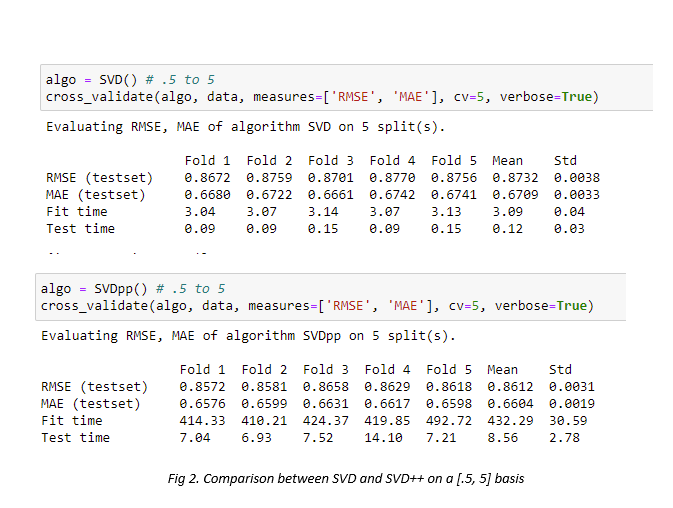 algo = SVD() # .5 to 5
cross_validate(algo, data, measures=['RMSE', 'MAE'], cv=5, verbose=True)
Evaluating RMSE, MAE of algorithm SVD on 5 split(s).
Fold 1 Fold 2 Fold 3 Fold 4 Fold 5 Mean Std
RMSE (testset) 0.8672 0.8759 0.8701 0.8770 0.8756 0.8732 0.0038
MAE (testset) 0.6680 0.6722 0.6661 0.6742 0.6741 0.6709 0.0033
Fit time 3.04 3.07 3.14 3.07 3.13 3.09 0.04
Test time 0.09 0.09 0.15 0.09 0.15 0.12 0.03
algo = SVDpp() # .5 to 5
cross_validate(algo, data, measures=['RMSE', 'MAE'], cv=5, verbose=True)
Evaluating RMSE, MAE of algorithm SVDpp on 5 split(s).
Fold 1 Fold 2 Fold 3 Fold 4 Fold 5 Mean Std
RMSE (testset) 0.8572 0.8581 0.8658 0.8629 0.8618 0.8612 0.0031
MAE (testset) 0.6576 0.6599 0.6631 0.6617 0.6598 0.6604 0.0019
Fit time 414.33 410.21 424.37 419.85 492.72 432.29 30.59
Test time 7.04 6.93 7.52 14.10 7.21 8.56 2.78
Fig 2. Comparison between SVD and SVD++ on a [.5, 5] basis